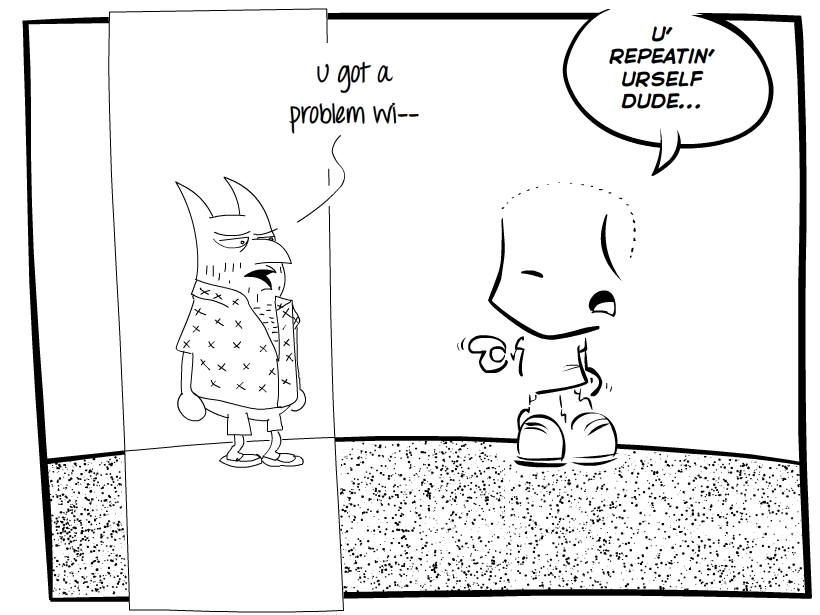 u got a
problem wi--
U'
REPEATIN'
URSELF
DUDE...